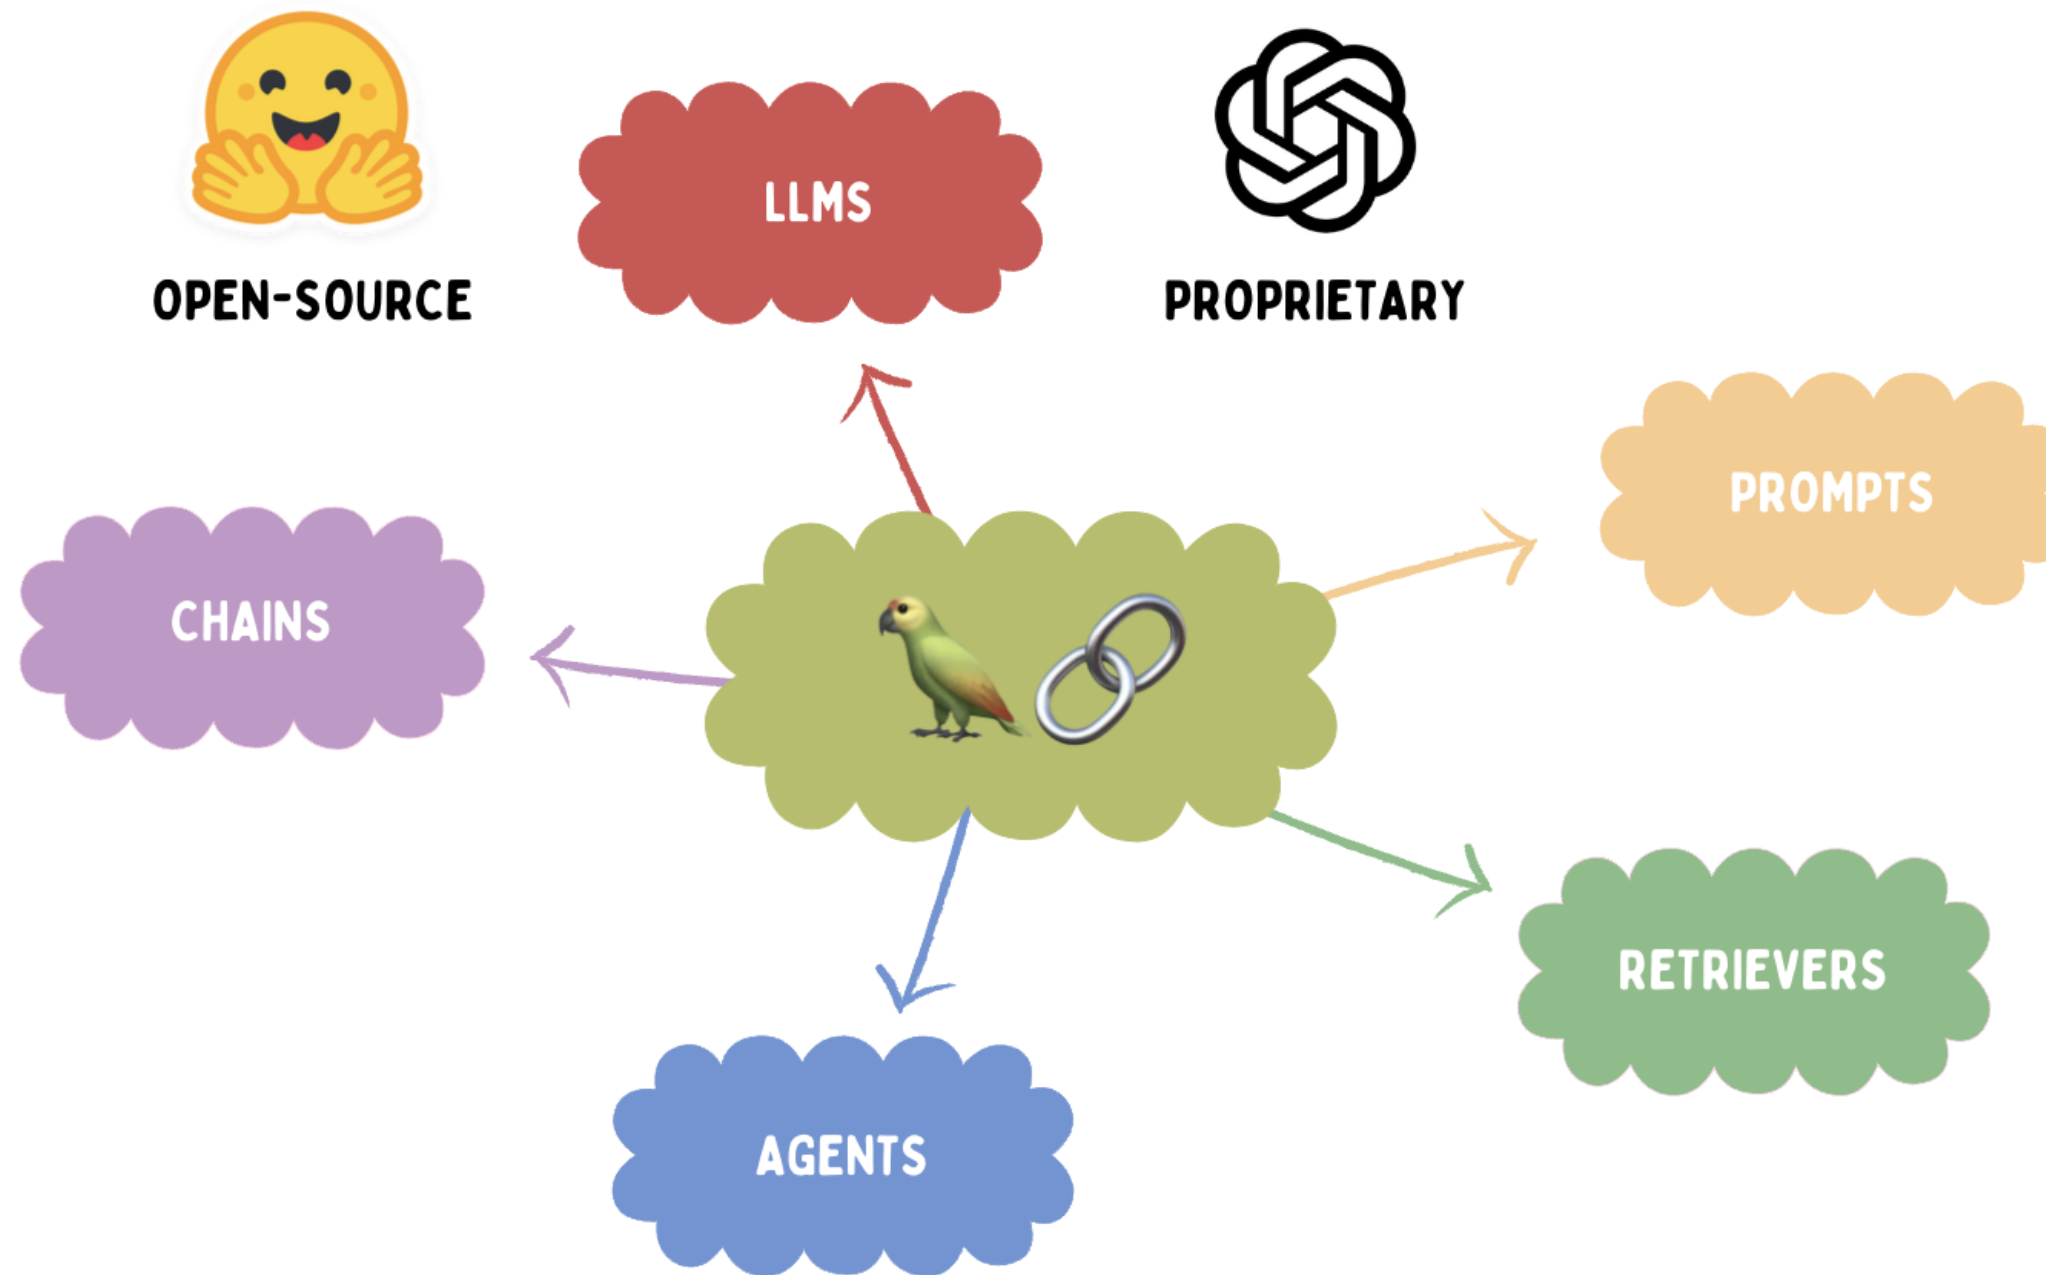 LLMS
OPEN-SOURCE
PROPRIETARY
PROMPTS
CHAINS
RETRIEVERS
AGENTS